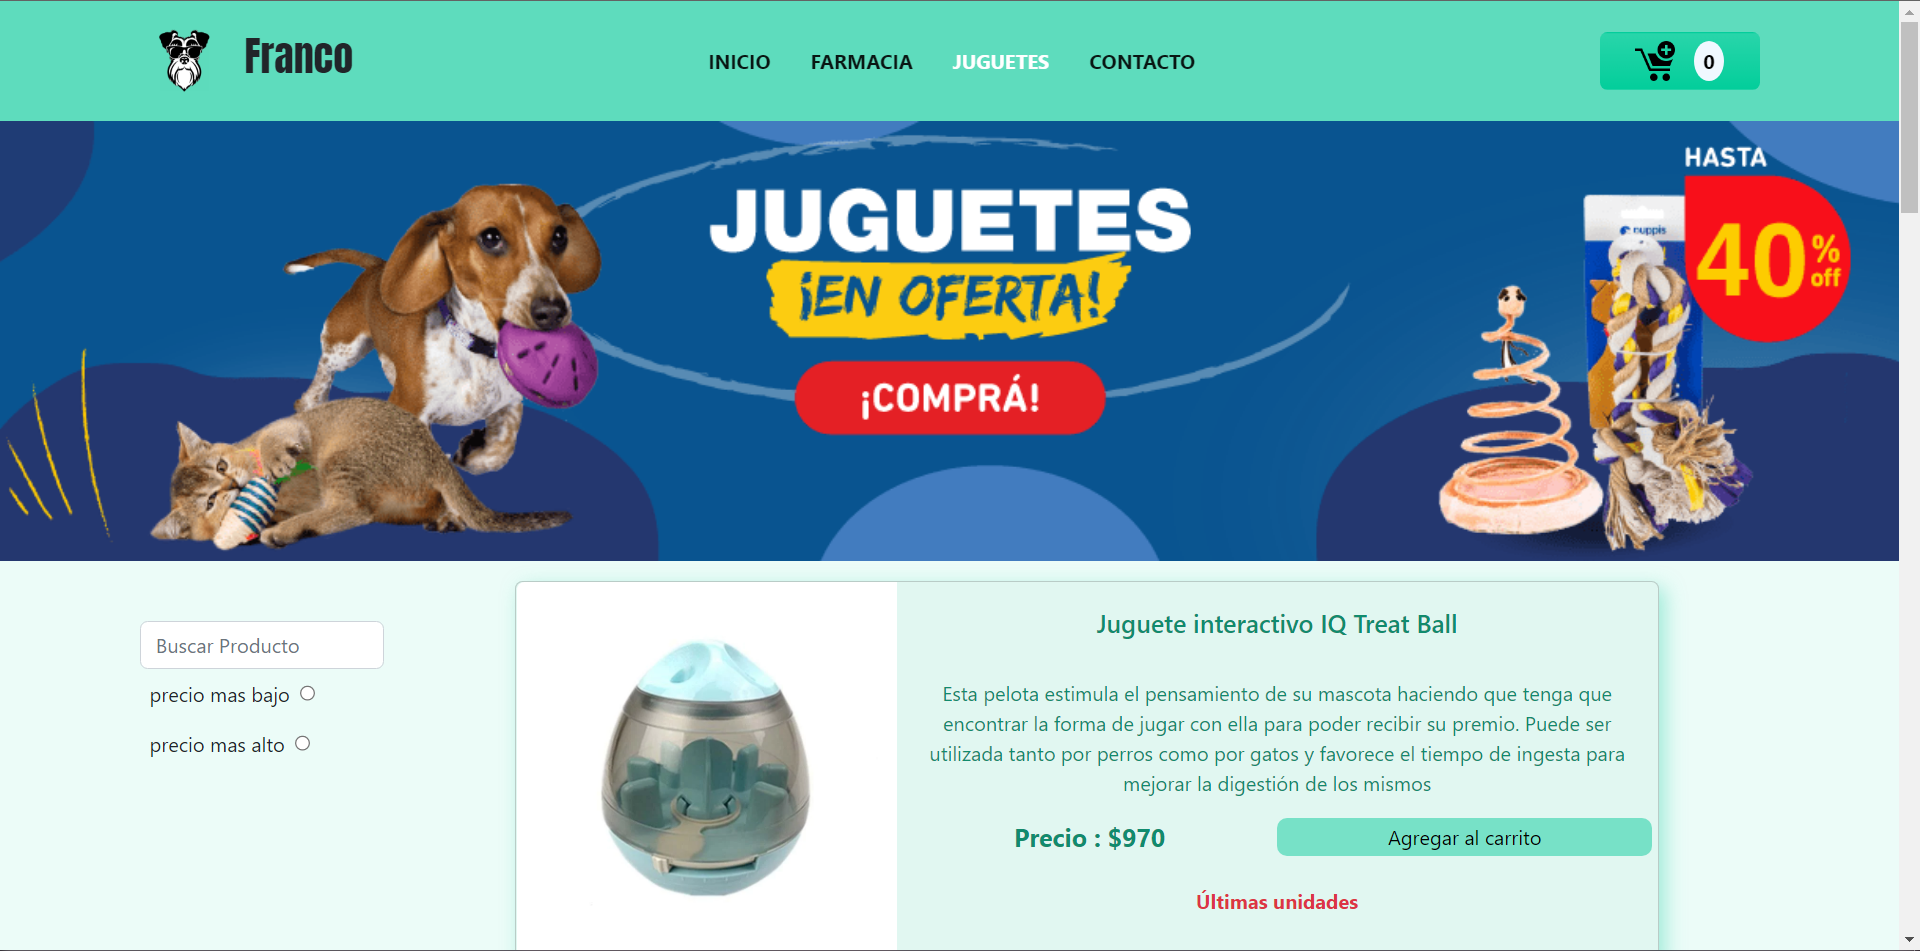 Franco
INICIO
FARMACIA
JUGUETES
CONTACTO
0
JUGUETES
¡EN OFERTA!
¡COMPRÁ!
HASTA
40% off
Buscar Producto
precio mas bajo
precio mas alto
Juguete interactivo IQ Treat Ball
Esta pelota estimula el pensamiento de su mascota haciendo que tenga que
encontrar la forma de jugar con ella para poder recibir su premio. Puede ser
utilizada tanto por perros como por gatos y favorece el tiempo de ingesta para
mejorar la digestión de los mismos
Precio : $970
Agregar al carrito
Últimas unidades